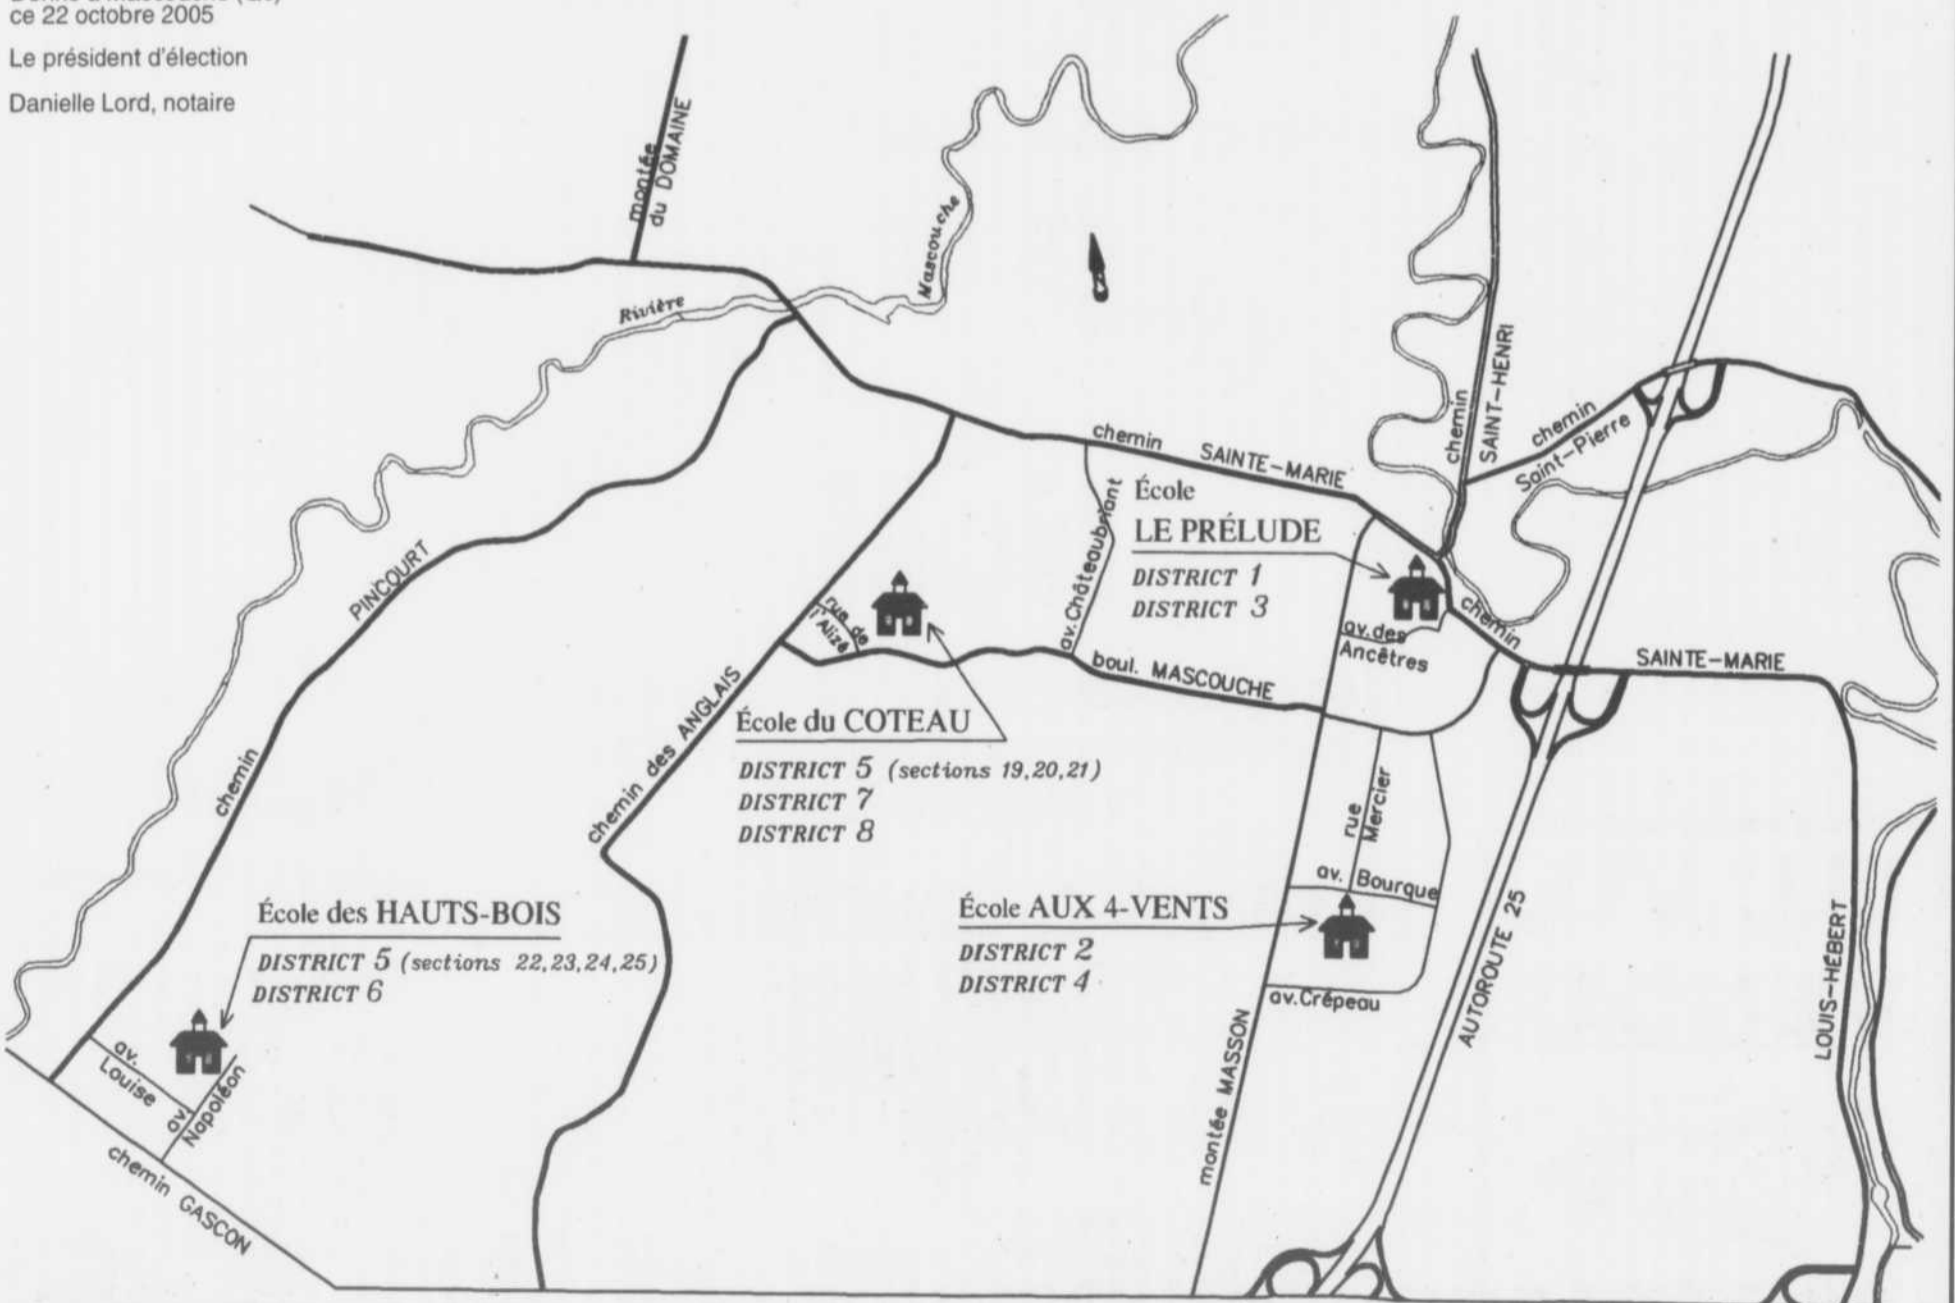 ce 22 octobre 2005
Le président d'élection
Danielle Lord, notaire
montée
du DOMAINE
Rivière
Mascouche
chemin
SAINT-HENRI
chemin
Saint-Pierre
chemin
SAINTE-MARIE
École
LE PRÉLUDE
DISTRICT 1
DISTRICT 3
av. Châteaubriant
PINCOURT
chemin
rue de
l'Alizé
av. des
Ancêtres
chemin
SAINTE-MARIE
boul. MASCOUCHE
chemin des ANGLAIS
École du COTEAU
DISTRICT 5 (sections 19,20,21)
DISTRICT 7
DISTRICT 8
rue
Mercier
av. Bourque
École AUX 4-VENTS
DISTRICT 2
DISTRICT 4
av. Crépeau
École des HAUTS-BOIS
DISTRICT 5 (sections 22,23,24,25)
DISTRICT 6
AUTOROUTE 25
LOUIS-HÉBERT
montée MASSON
av.
Louise
av.
Napoléon
chemin GASCON